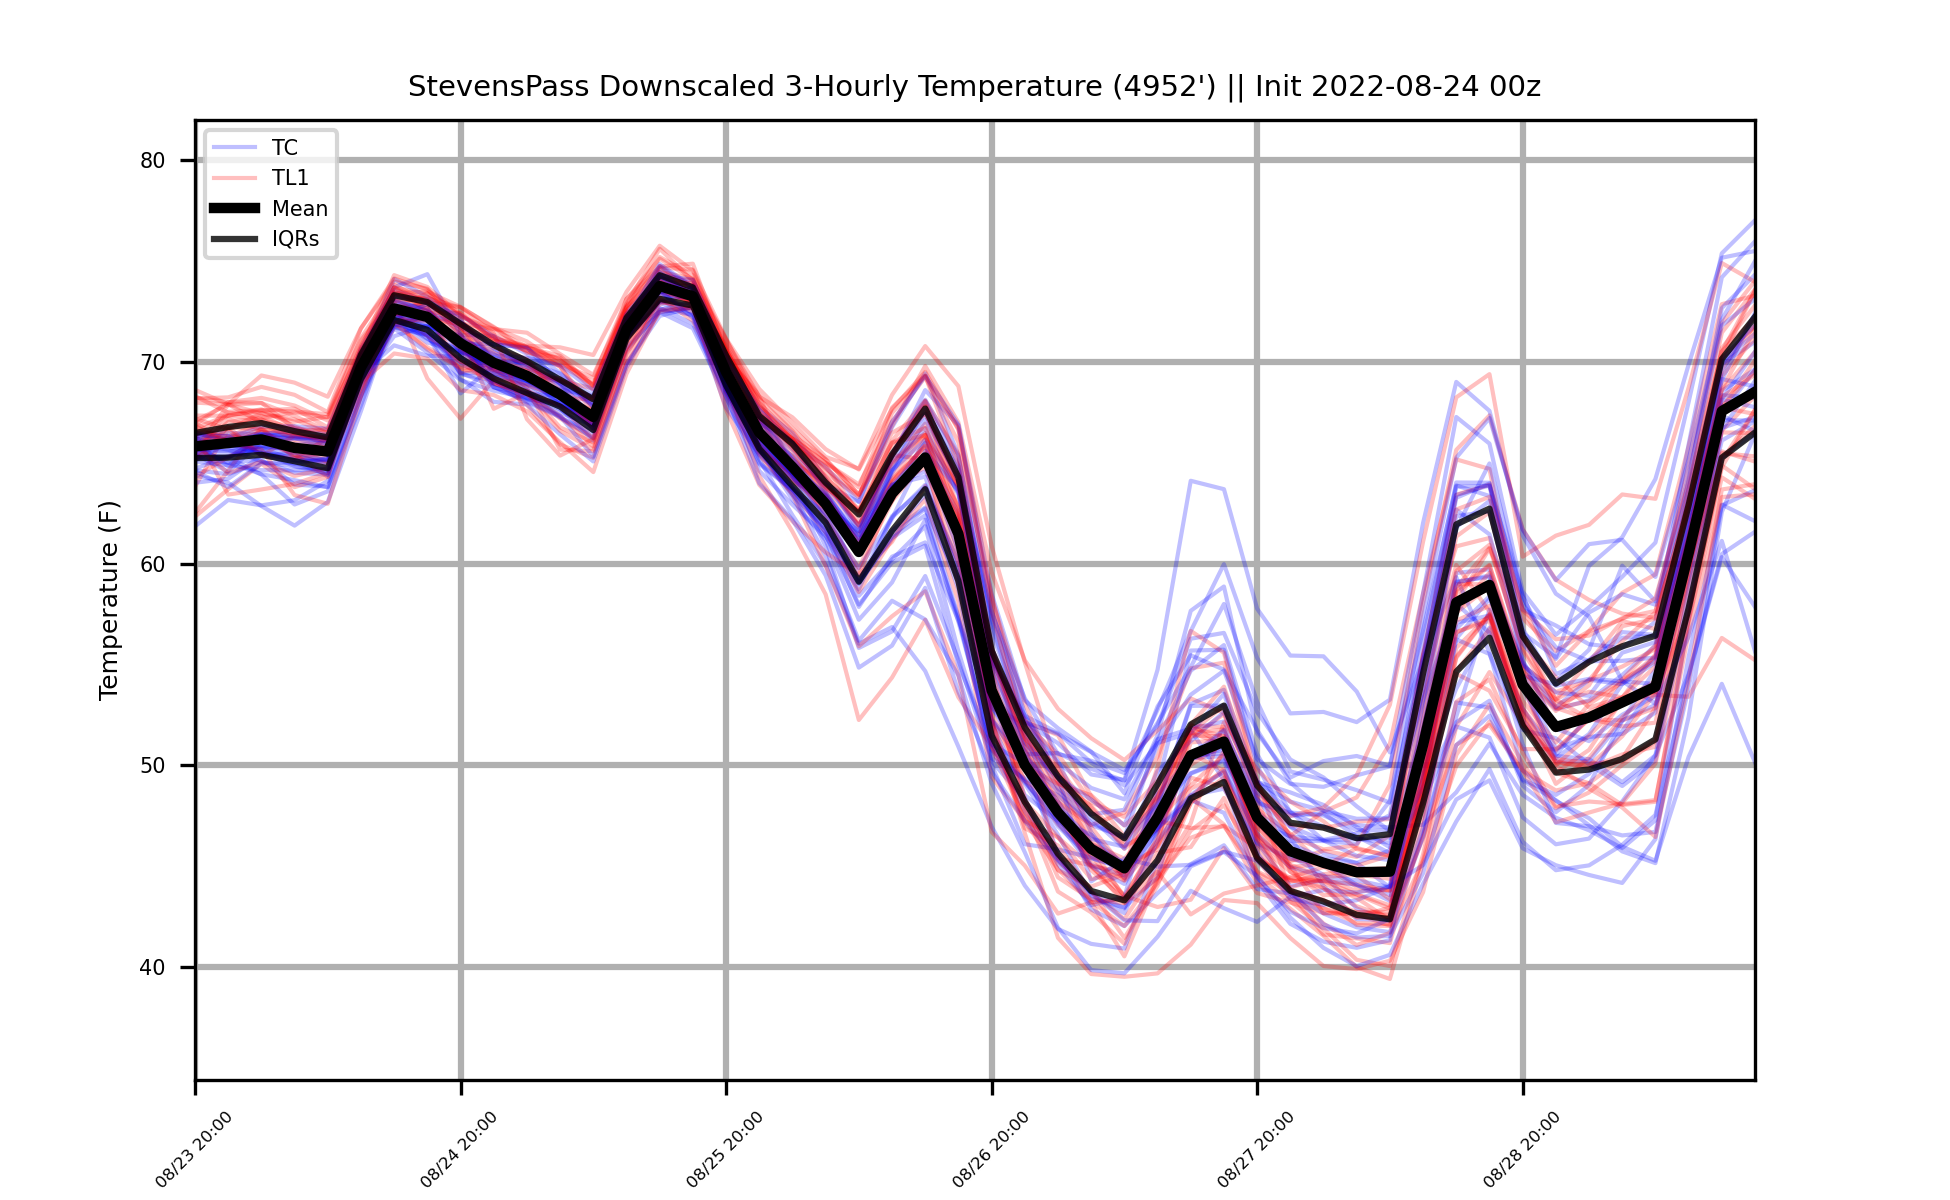 StevensPass Downscaled 3-Hourly Temperature (4952') || Init 2022-08-24 00z
TC
TL1
Mean
IQRs
Temperature (F)
80
70
60
50
40
08/23 20:00
08/24 20:00
08/25 20:00
08/26 20:00
08/27 20:00
08/28 20:00